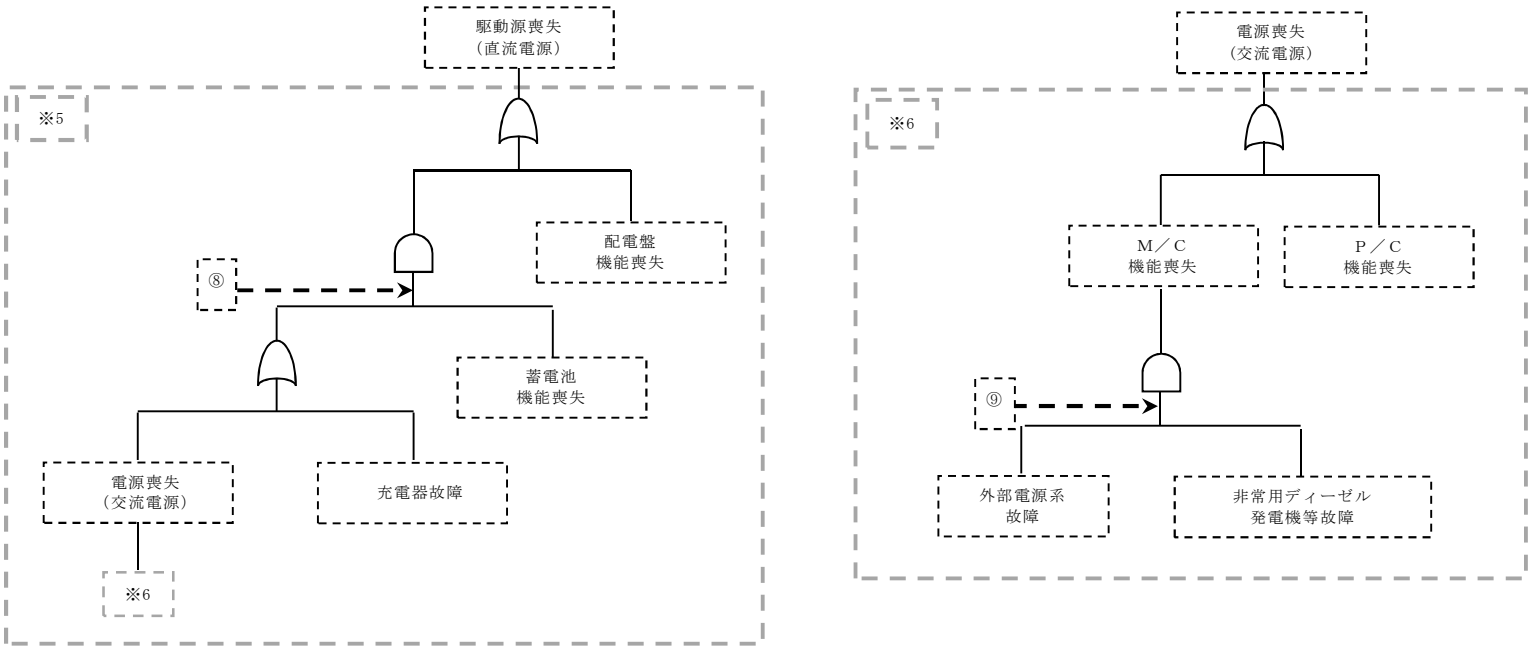 駆動源喪失
（直流電源）
※5
配電盤
機能喪失
⑧
蓄電池
機能喪失
電源喪失
（交流電源）
充電器故障
※6
電源喪失
（交流電源）
※6
Ｍ／Ｃ
機能喪失
Ｐ／Ｃ
機能喪失
⑨
外部電源系
故障
非常用ディーゼル
発電機等故障